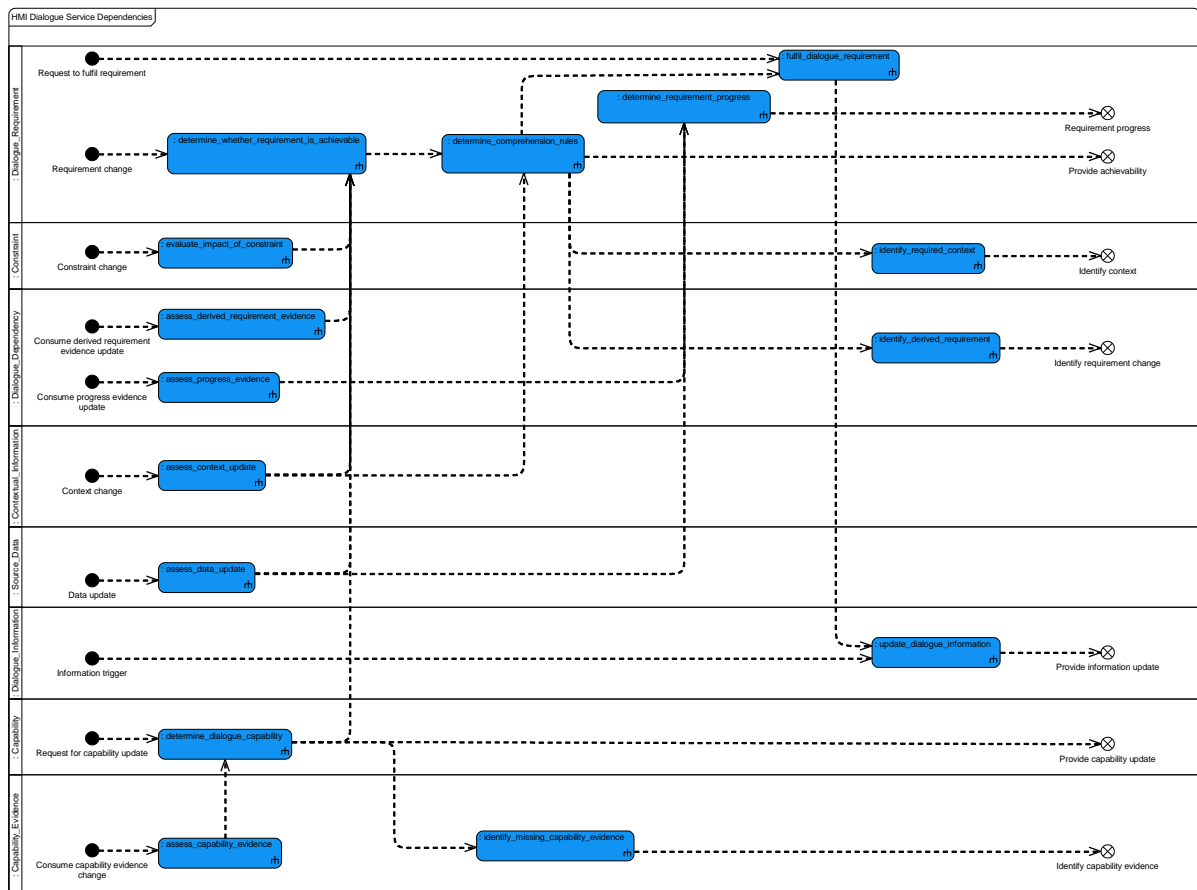 HMI Dialogue Service Dependencies
: Dialogue_Requirement
Request to fulfil requirement
: fulfil_dialogue_requirement
: determine_requirement_progress
Requirement progress
: determine_whether_requirement_is_achievable
: determine_comprehension_rules
Requirement change
Provide achievability
: Constraint
: evaluate_impact_of_constraint
: identify_required_context
Constraint change
Identify context
: Dialogue_Dependency
: assess_derived_requirement_evidence
Consume derived requirement
evidence update
: identify_derived_requirement
Identify requirement change
: assess_progress_evidence
Consume progress evidence
update
: Contextual_Information
: assess_context_update
Context change
: Source_Data
: assess_data_update
Data update
: Dialogue_Information
: update_dialogue_information
Information trigger
Provide information update
: Capability
: determine_dialogue_capability
Request for capability update
Provide capability update
: Capability_Evidence
: assess_capability_evidence
: identify_missing_capability_evidence
Consume capability evidence
change
Identify capability evidence